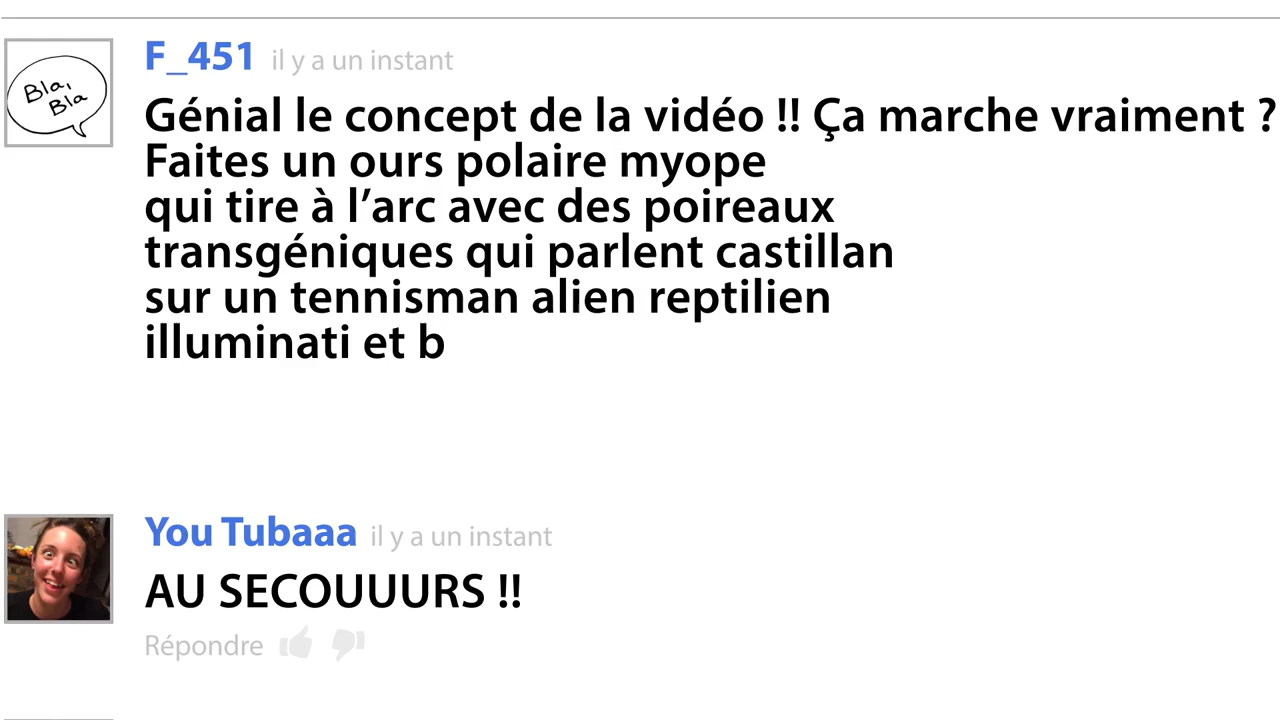 Bla,
Bla
F_451 il y a un instant
Génial le concept de la vidéo !! Ça marche vraiment ?
Faites un ours polaire myope
qui tire à l’arc avec des poireaux
transgéniques qui parlent castillan
sur un tennisman alien reptilien
illuminati et b
You Tubaaa il y a un instant
AU SECOUUURS !!
Répondre